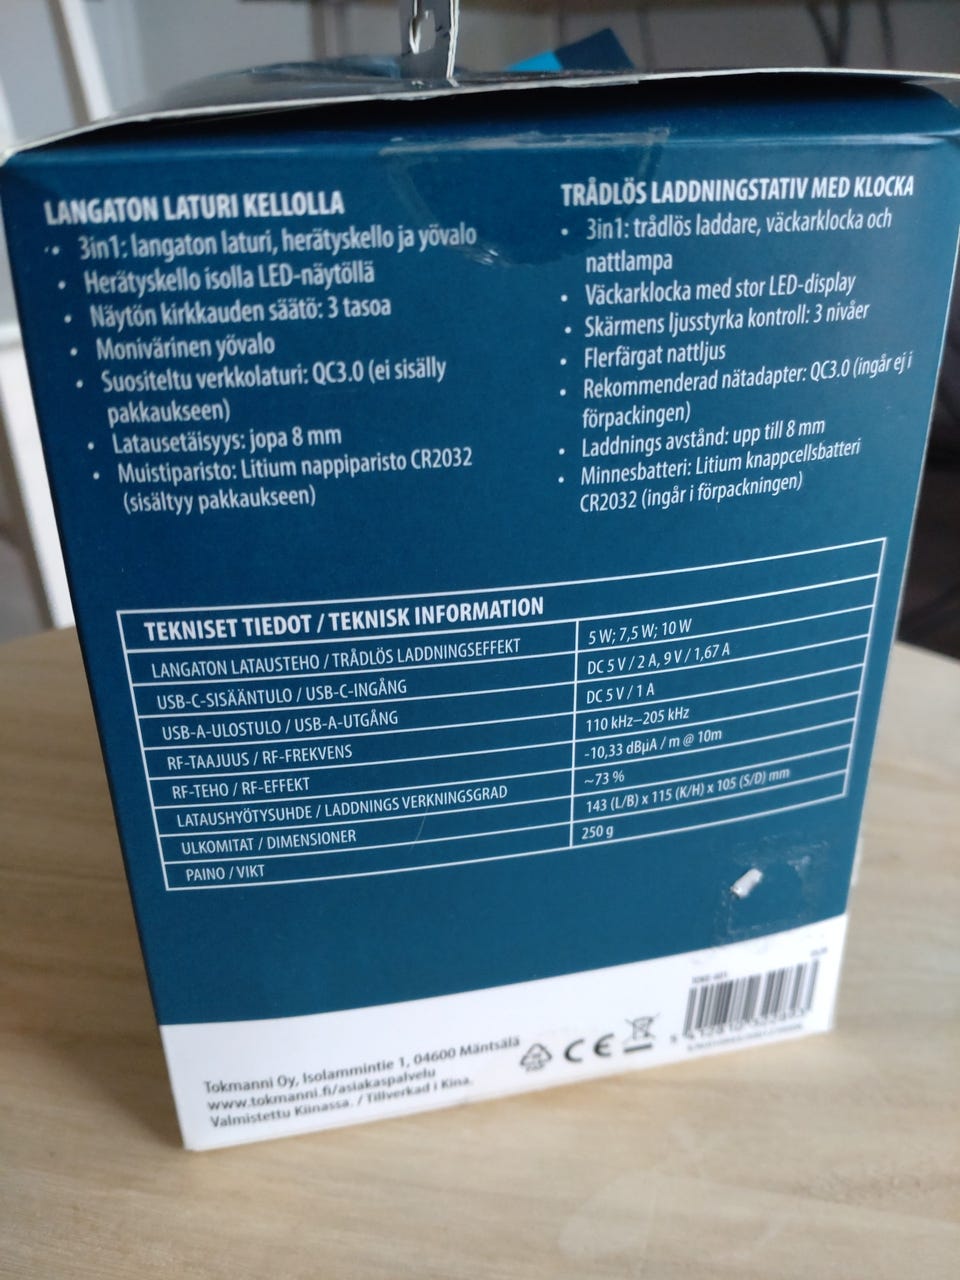 LANGATON LATURI KELLOLLA
• 3in1: langaton laturi, herätyskello ja yövalo
• Herätyskello isolla LED-näytöllä
• Näytön kirkkauden säätö: 3 tasoa
• Monivärinen yövalo
• Suositeltu verkkolaturi: QC3.0 (ei sisälly
pakkaukseen)
• Latausetäisyys: jopa 8 mm
• Muistiparisto: Litium nappiparisto CR2032
(sisältyy pakkaukseen)
TRÅDLÖS LADDNINGSTATIV MED KLOCKA
• 3in1: trådlös laddare, väckarklocka och
nattlampa
• Väckarklocka med stor LED-display
• Skärmens ljusstyrka kontroll: 3 nivåer
• Flerfärgat nattljus
• Rekommenderad nätadapter: QC3.0 (ingår ej i
förpackingen)
• Laddnings avstånd: upp till 8 mm
• Minnesbatteri: Litium knappcellsbatteri
CR2032 (ingår i förpackningen)
TEKNISET TIEDOT / TEKNISK INFORMATION
LANGATON LATAUSTEHO / TRÅDLÖS LADDNINGSEFFEKT 5 W; 7,5 W; 10 W
USB-C-SISÄÄNTULO / USB-C-INGÅNG DC 5 V / 2 A, 9 V / 1,67 A
USB-A-ULOSTULO / USB-A-UTGÅNG DC 5 V / 1 A
RF-TAAJUUS / RF-FREKVENS 110 kHz–205 kHz
RF-TEHO / RF-EFFEKT -10,33 dBµA / m @ 10m
LATAUSHYÖTYSUHDE / LADDNINGS VERKNINGSGRAD ~73 %
ULKOMITAT / DIMENSIONER 143 (L/B) x 115 (K/H) x 105 (S/D) mm
PAINO / VIKT 250 g
Tokmanni Oy, Isolammintie 1, 04600 Mäntsälä
www.tokmanni.fi/asiakaspalvelu
Valmistettu Kiinassa. / Tillverkad i Kina.
CE